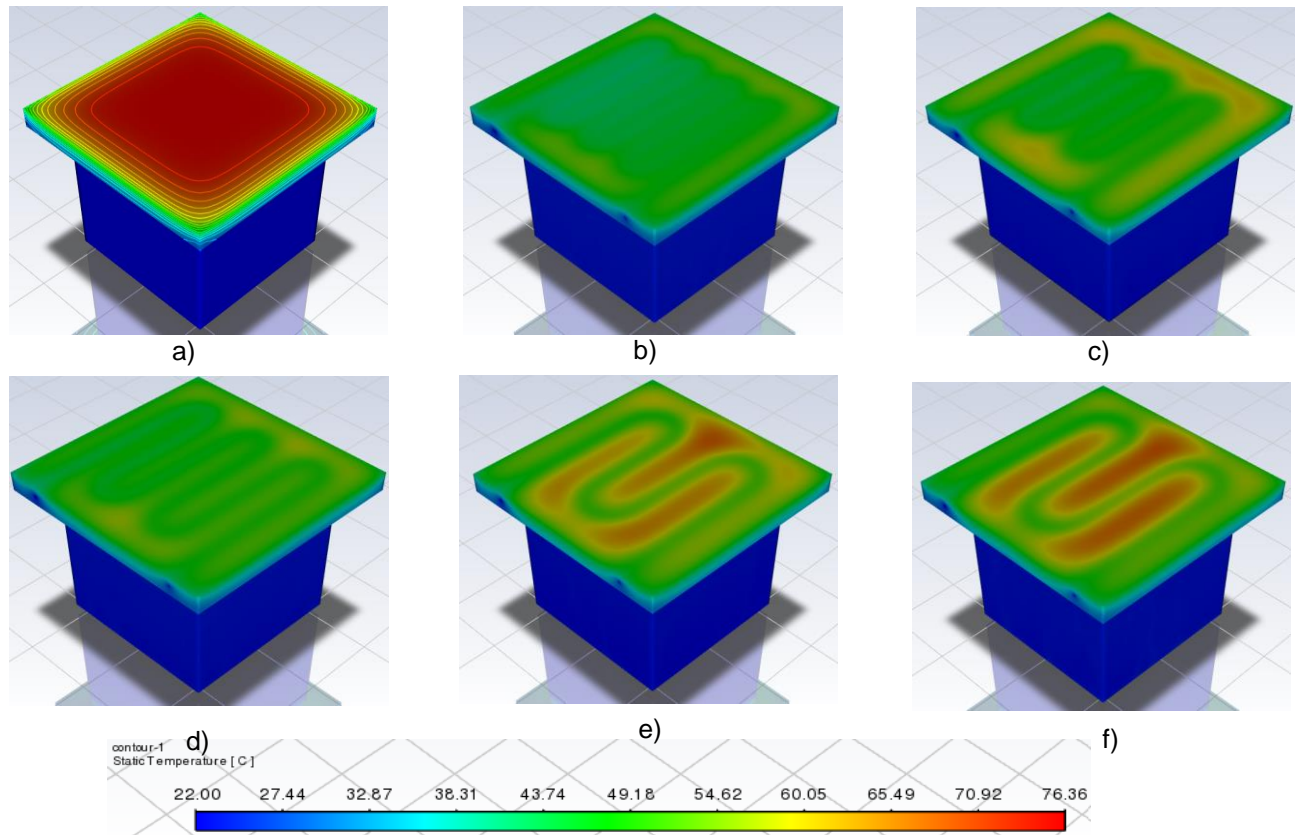 a)
b)
c)
d)
e)
f)
contour-1
Static Temperature [ C ]
22.00 27.44 32.87 38.31 43.74 49.18 54.62 60.05 65.49 70.92 76.36